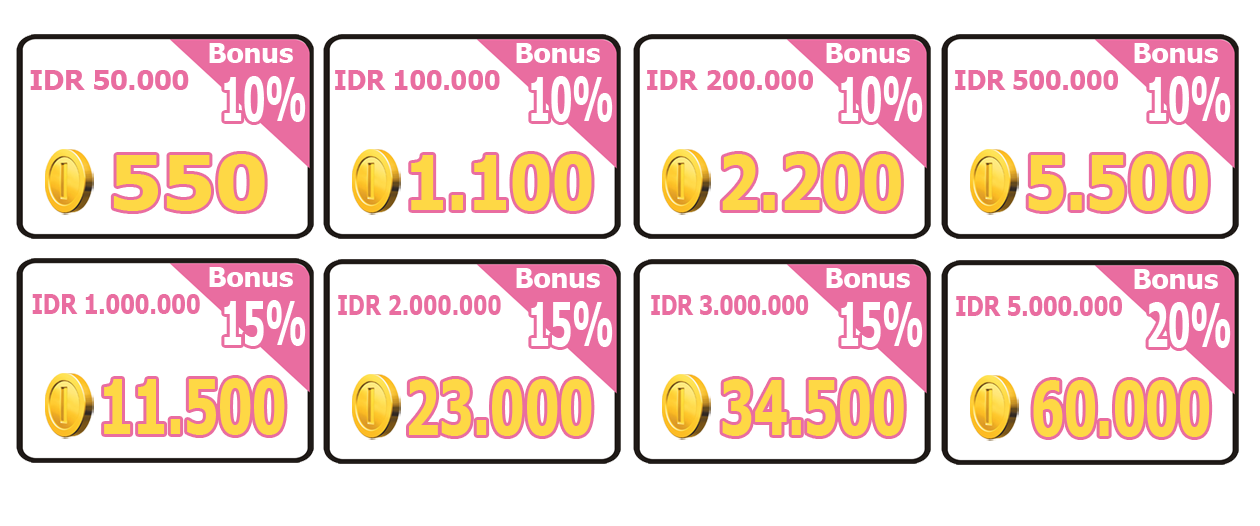 Bonus
IDR 50.000
10%
550
Bonus
IDR 100.000
10%
1.100
Bonus
IDR 200.000
10%
2.200
Bonus
IDR 500.000
10%
5.500
Bonus
IDR 1.000.000
15%
11.500
Bonus
IDR 2.000.000
15%
23.000
Bonus
IDR 3.000.000
15%
34.500
Bonus
IDR 5.000.000
20%
60.000